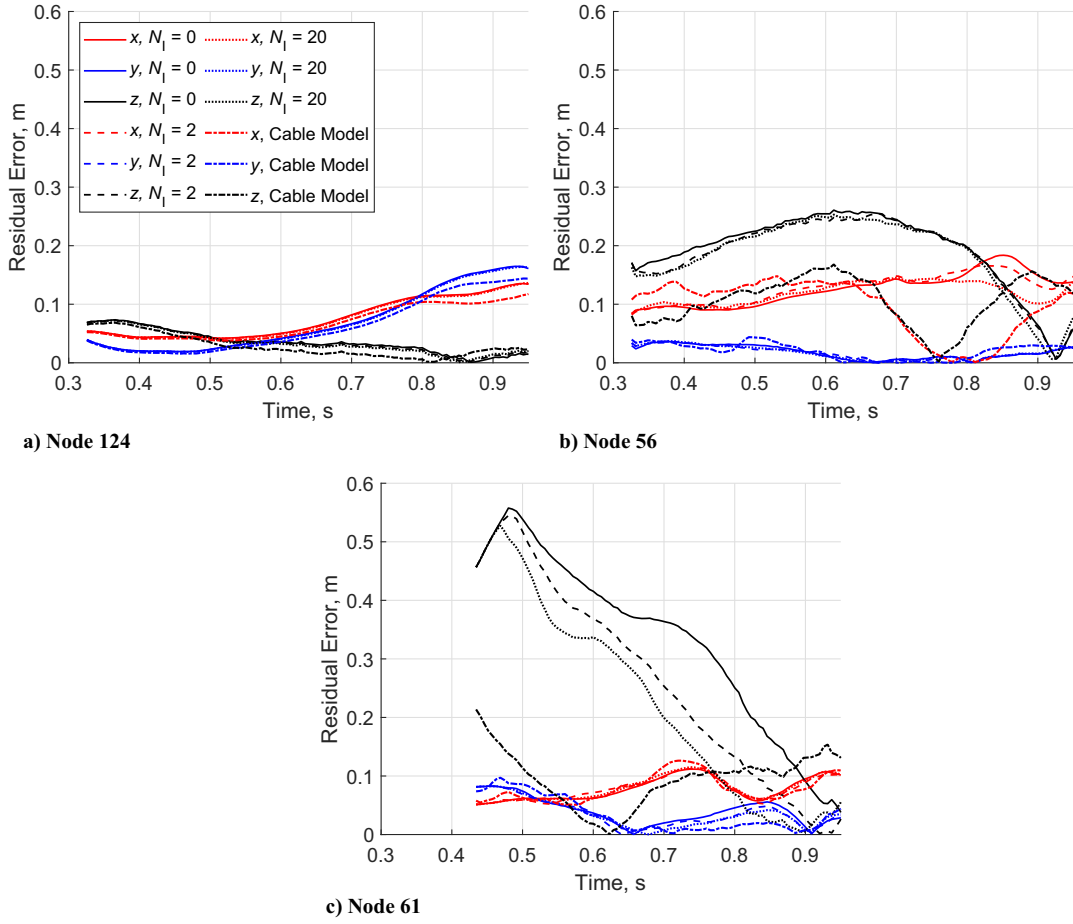 0.6
0.5
0.4
0.3
0.2
0.1
0
Residual Error, m
x, N_I = 0
y, N_I = 0
z, N_I = 0
x, N_I = 2
y, N_I = 2
z, N_I = 2
x, N_I = 20
y, N_I = 20
z, N_I = 20
x, Cable Model
y, Cable Model
z, Cable Model
0.3 0.4 0.5 0.6 0.7 0.8 0.9
Time, s
a) Node 124
0.6
0.5
0.4
0.3
0.2
0.1
0
Residual Error, m
0.3 0.4 0.5 0.6 0.7 0.8 0.9
Time, s
b) Node 56
0.6
0.5
0.4
0.3
0.2
0.1
0
Residual Error, m
0.3 0.4 0.5 0.6 0.7 0.8 0.9
Time, s
c) Node 61